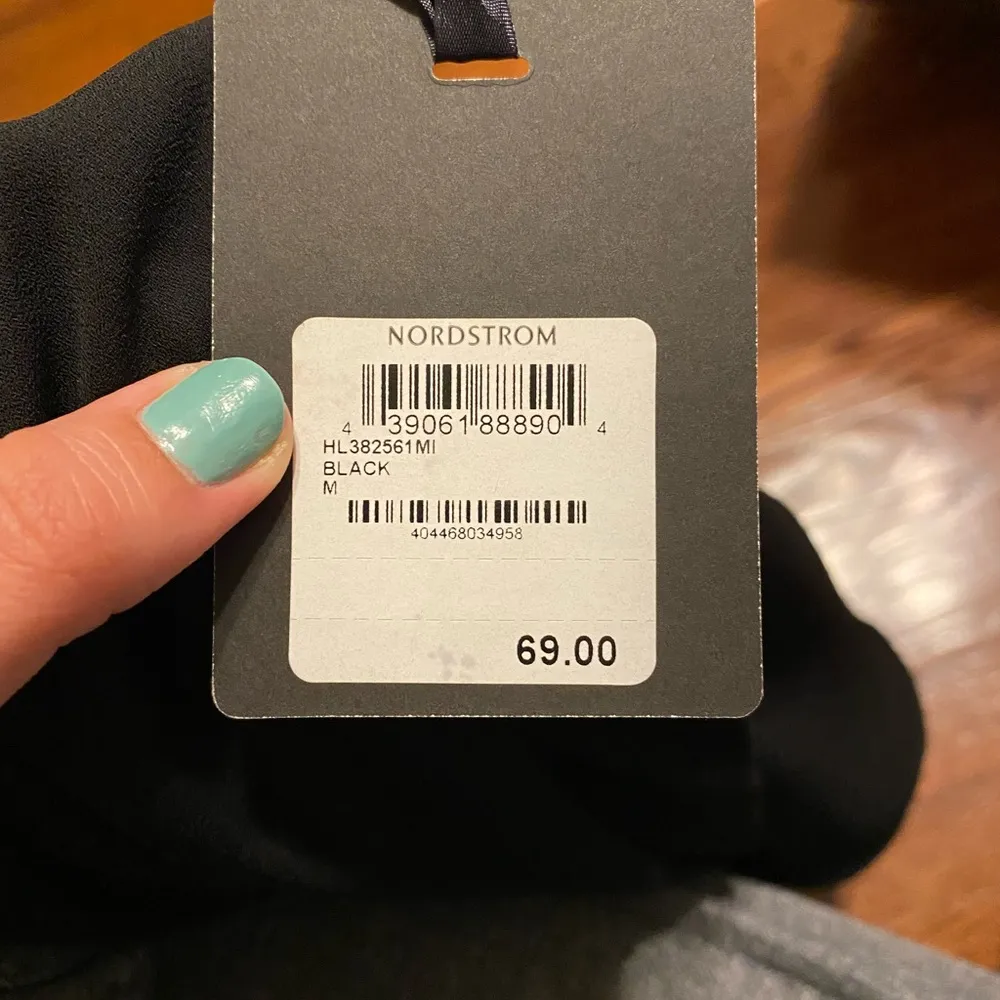 NORDSTROM
4 39061 88890 4
HL382561MI
BLACK
M
404468034958
69.00